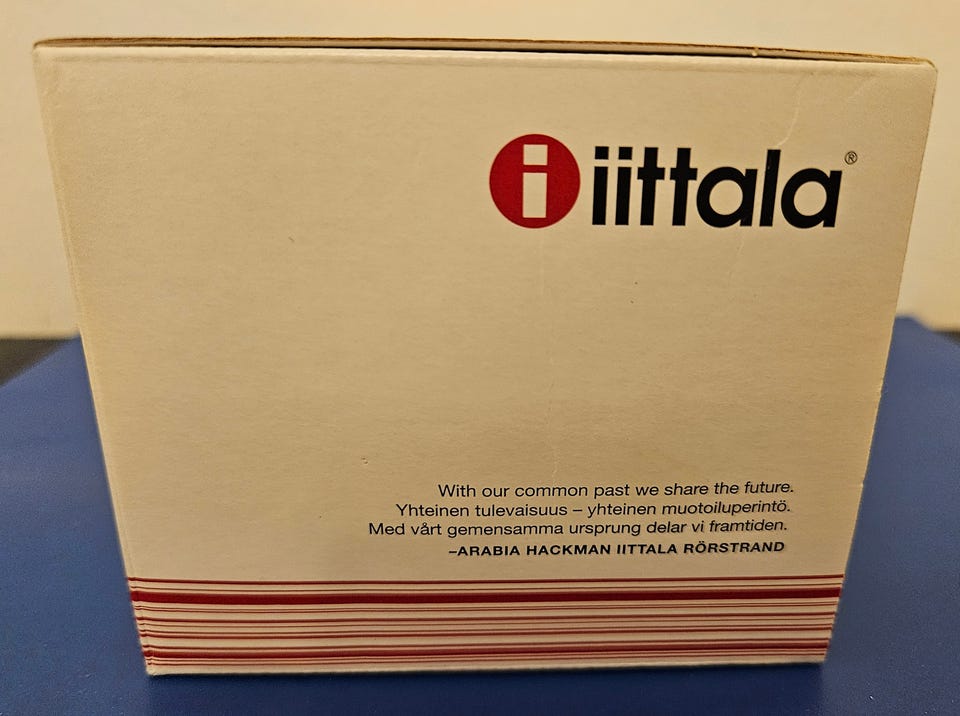 i iittala®
With our common past we share the future.
Yhteinen tulevaisuus – yhteinen muotoiluperintö.
Med vårt gemensamma ursprung delar vi framtiden.
–ARABIA HACKMAN IITTALA RÖRSTRAND